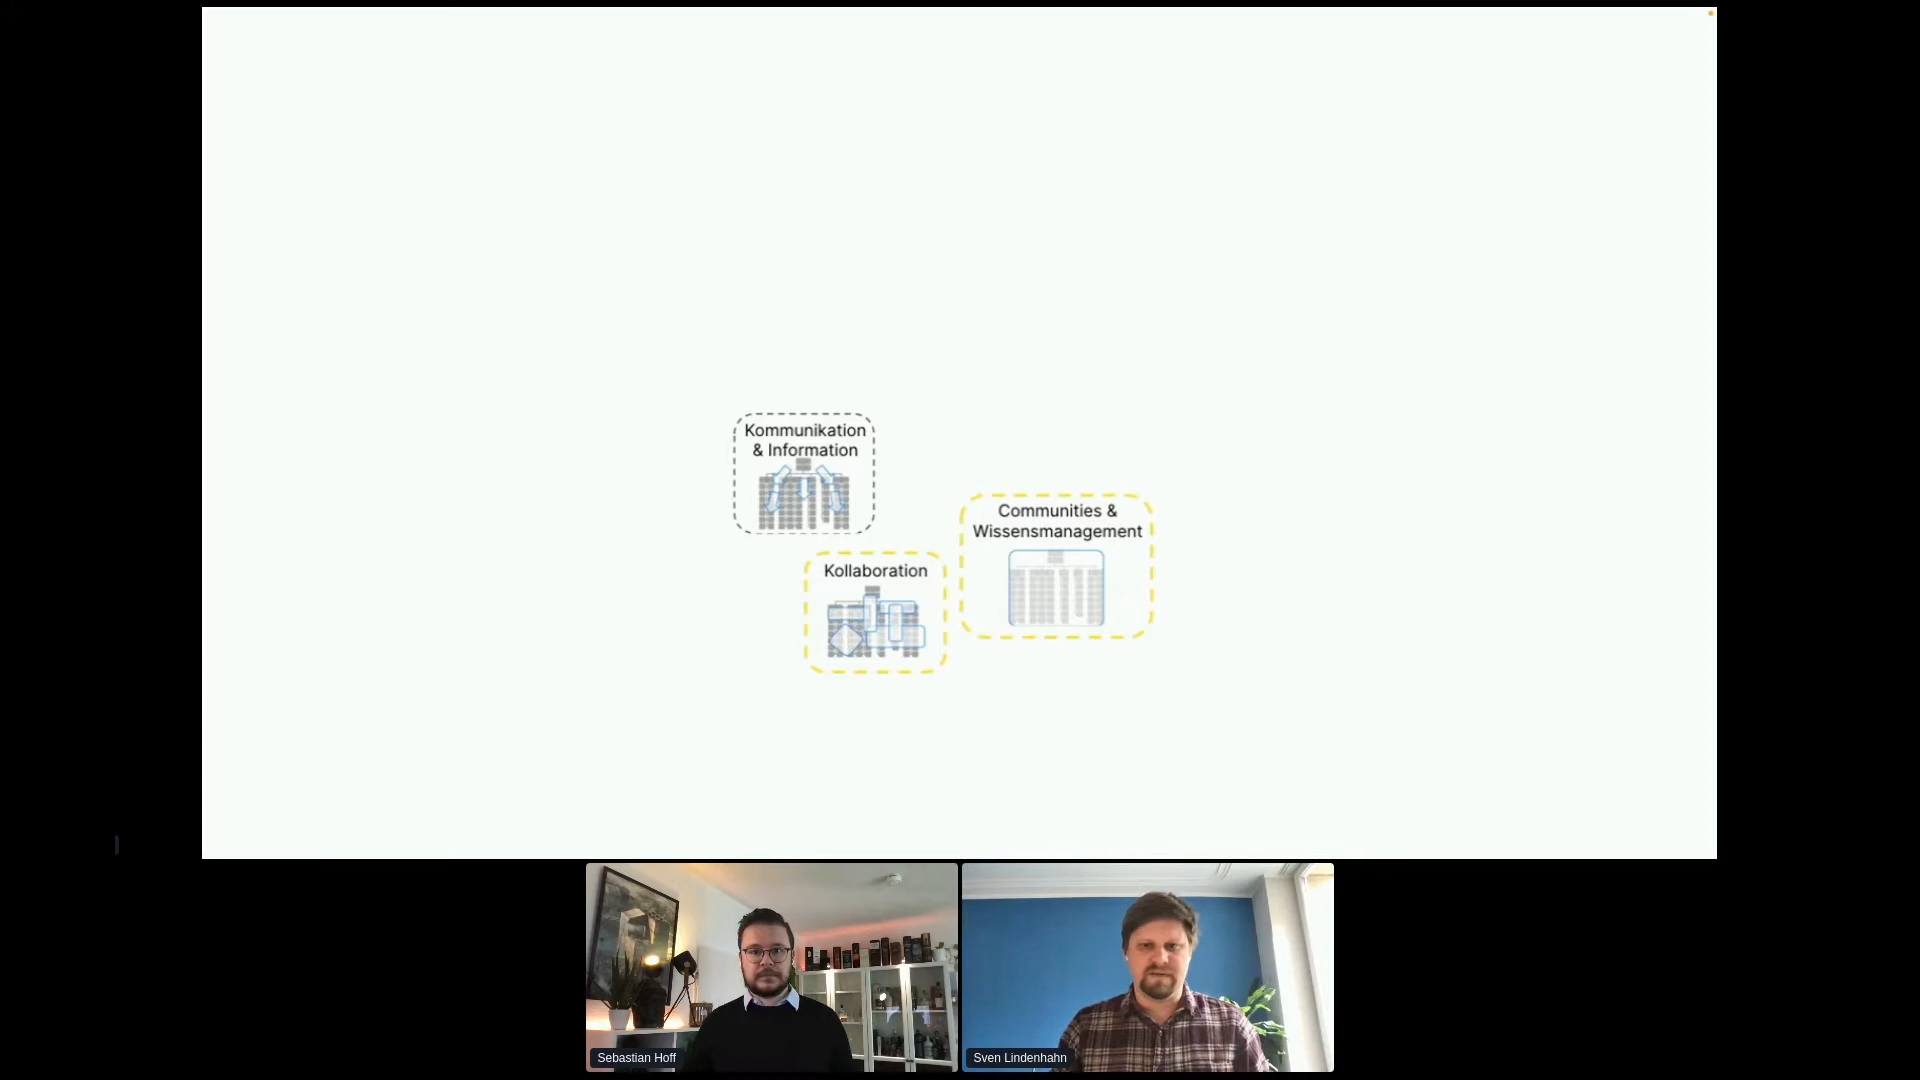 Kommunikation
& Information
Communities &
Wissensmanagement
Kollaboration
Sebastian Hoff
Sven Lindenhahn